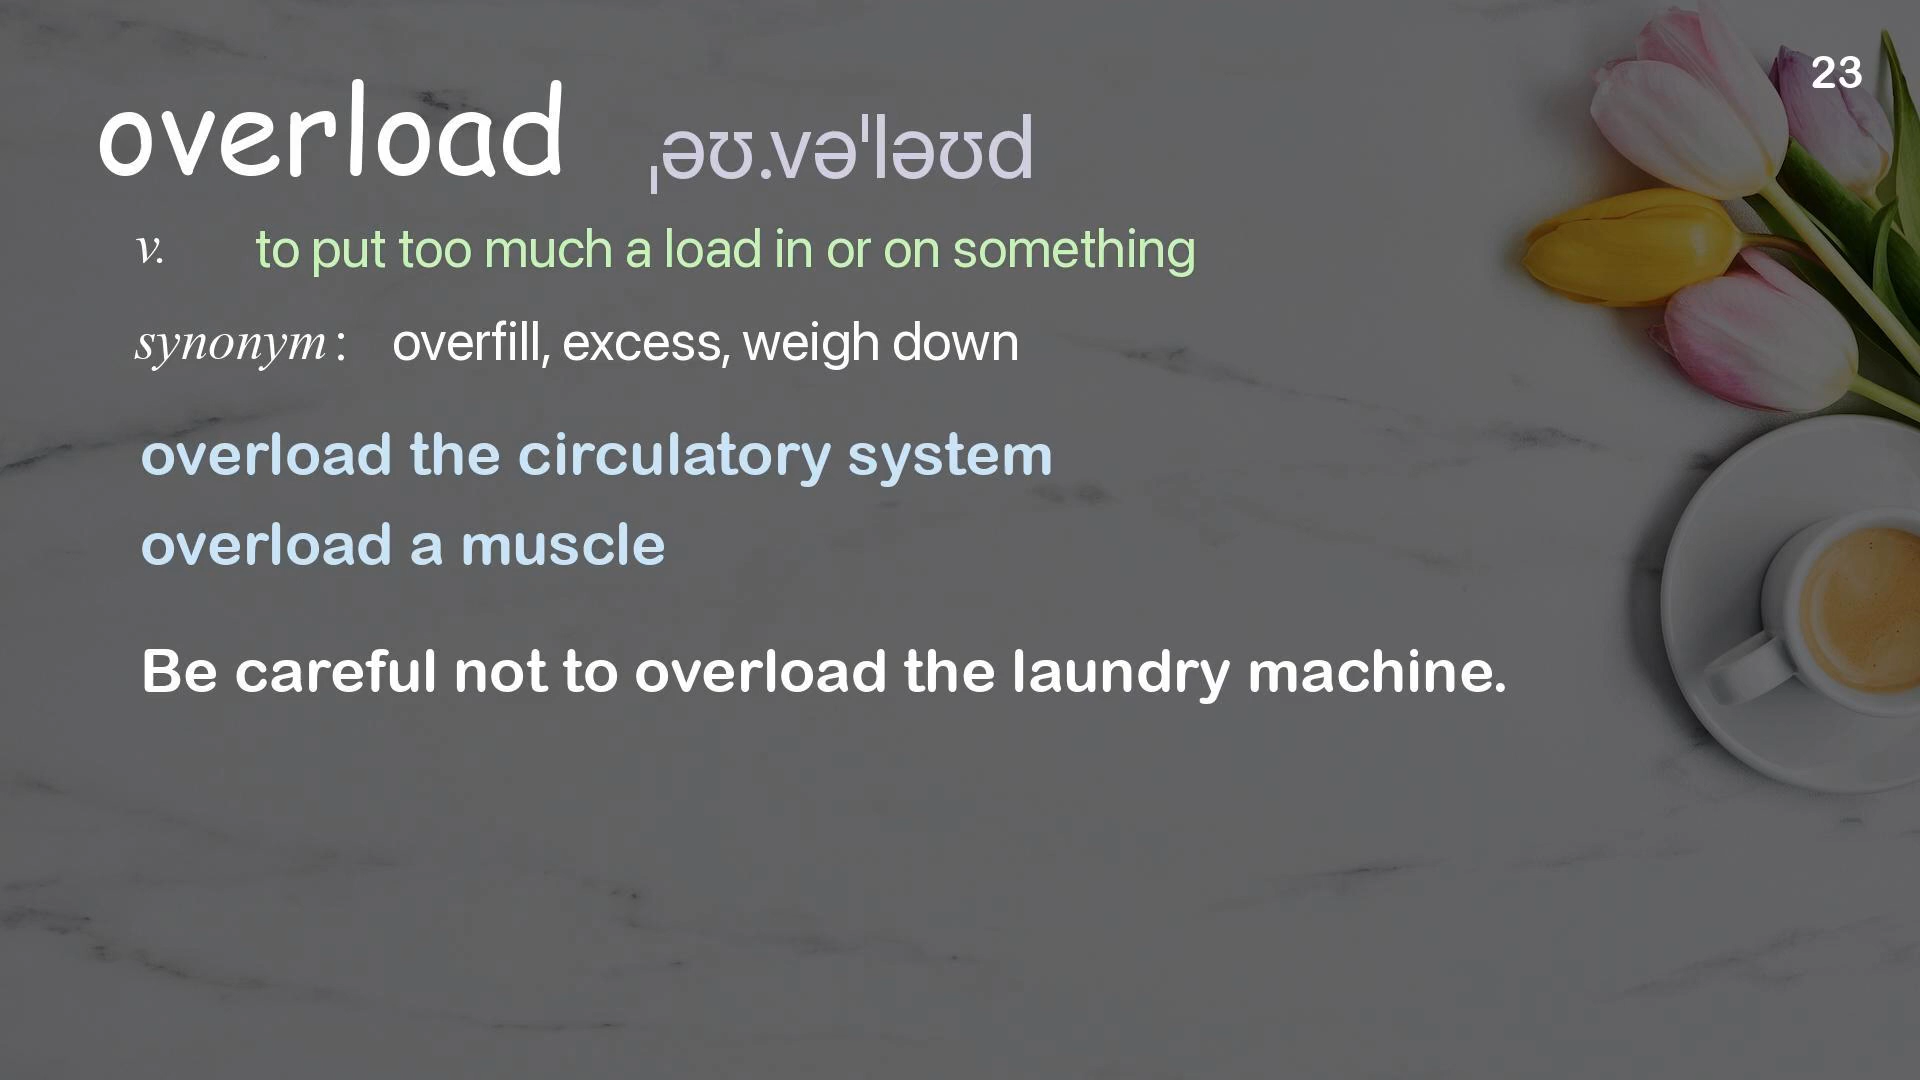 23
overload ˌəʊ.vəˈləʊd
v. to put too much a load in or on something
synonym: overfill, excess, weigh down
overload the circulatory system
overload a muscle
Be careful not to overload the laundry machine.